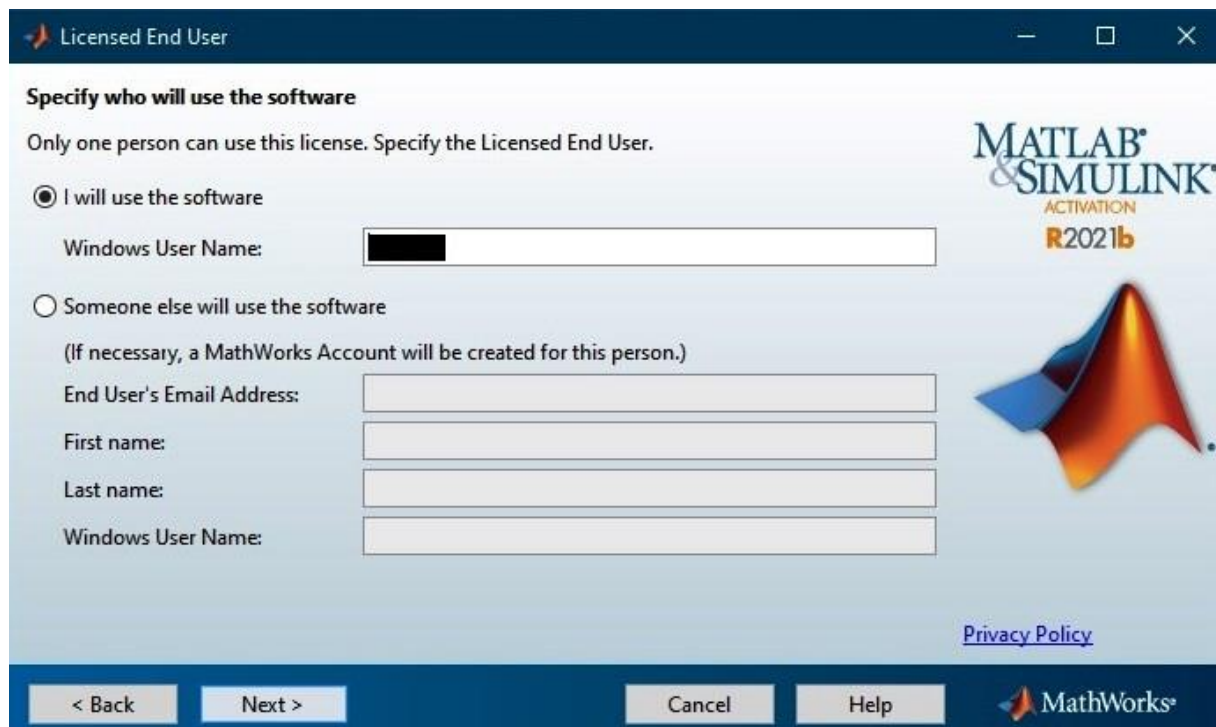 Licensed End User
Specify who will use the software
Only one person can use this license. Specify the Licensed End User.
I will use the software
Windows User Name:
Someone else will use the software
(If necessary, a MathWorks Account will be created for this person.)
End User's Email Address:
First name:
Last name:
Windows User Name:
MATLAB®
&SIMULINK®
ACTIVATION
R2021b
Privacy Policy
< Back
Next >
Cancel
Help
MathWorks®